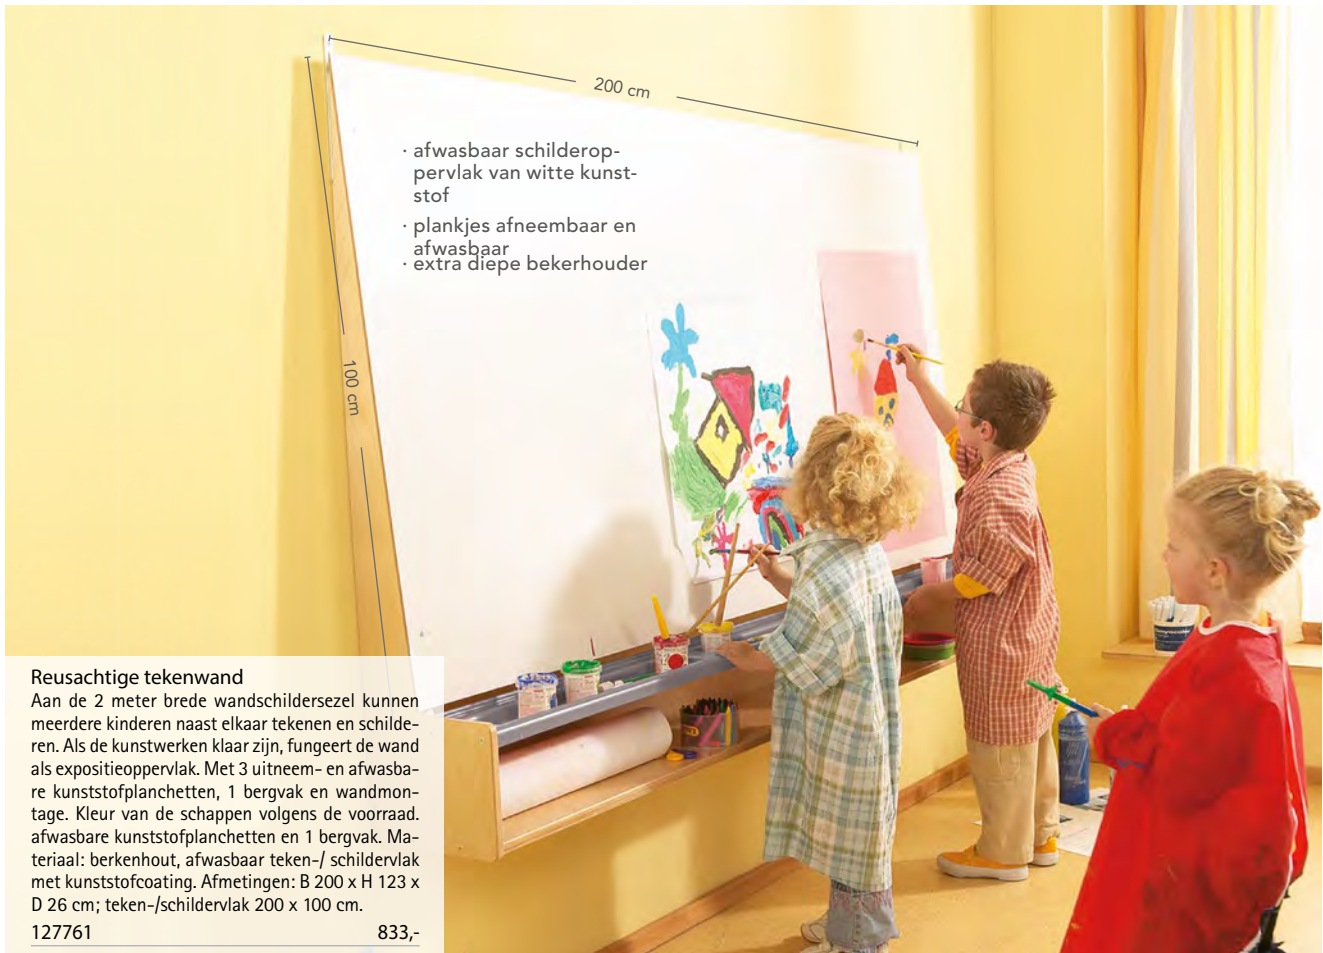 200 cm
· afwasbaar schilderop-
pervlak van witte kunst-
stof
· plankjes afneembaar en
afwasbaar
· extra diepe bekerhouder
100 cm
Reusachtige tekenwand
Aan de 2 meter brede wandschildersezel kunnen
meerdere kinderen naast elkaar tekenen en schilde-
ren. Als de kunstwerken klaar zijn, fungeert de wand
als expositieoppervlak. Met 3 uitneem- en afwasba-
re kunststofplanchetten, 1 bergvak en wandmon-
tage. Kleur van de schappen volgens de voorraad.
afwasbare kunststofplanchetten en 1 bergvak. Ma-
teriaal: berkenhout, afwasbaar teken-/ schildervlak
met kunststofcoating. Afmetingen: B 200 x H 123 x
D 26 cm; teken-/schildervlak 200 x 100 cm.
127761 833,-